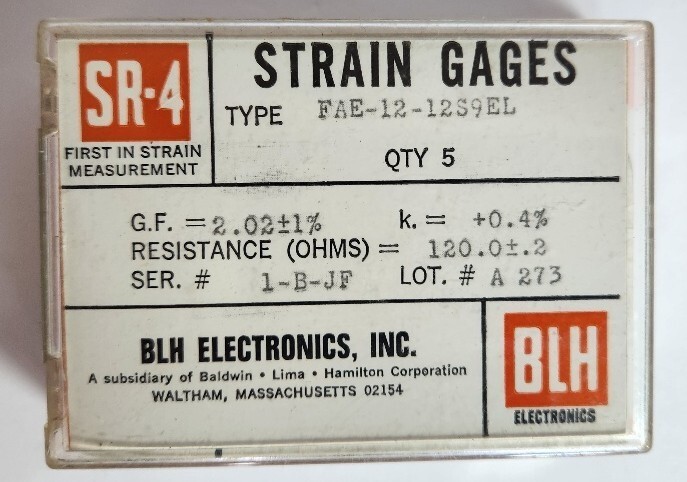 SR-4
FIRST IN STRAIN
MEASUREMENT
STRAIN GAGES
TYPE FAE-12-12S9EL
QTY 5
G.F. = 2.02±1% k. = +0.4%
RESISTANCE (OHMS) = 120.0±.2
SER. # 1-B-JF LOT. # A 273
BLH ELECTRONICS, INC.
A subsidiary of Baldwin • Lima • Hamilton Corporation
WALTHAM, MASSACHUSETTS 02154
BLH
ELECTRONICS